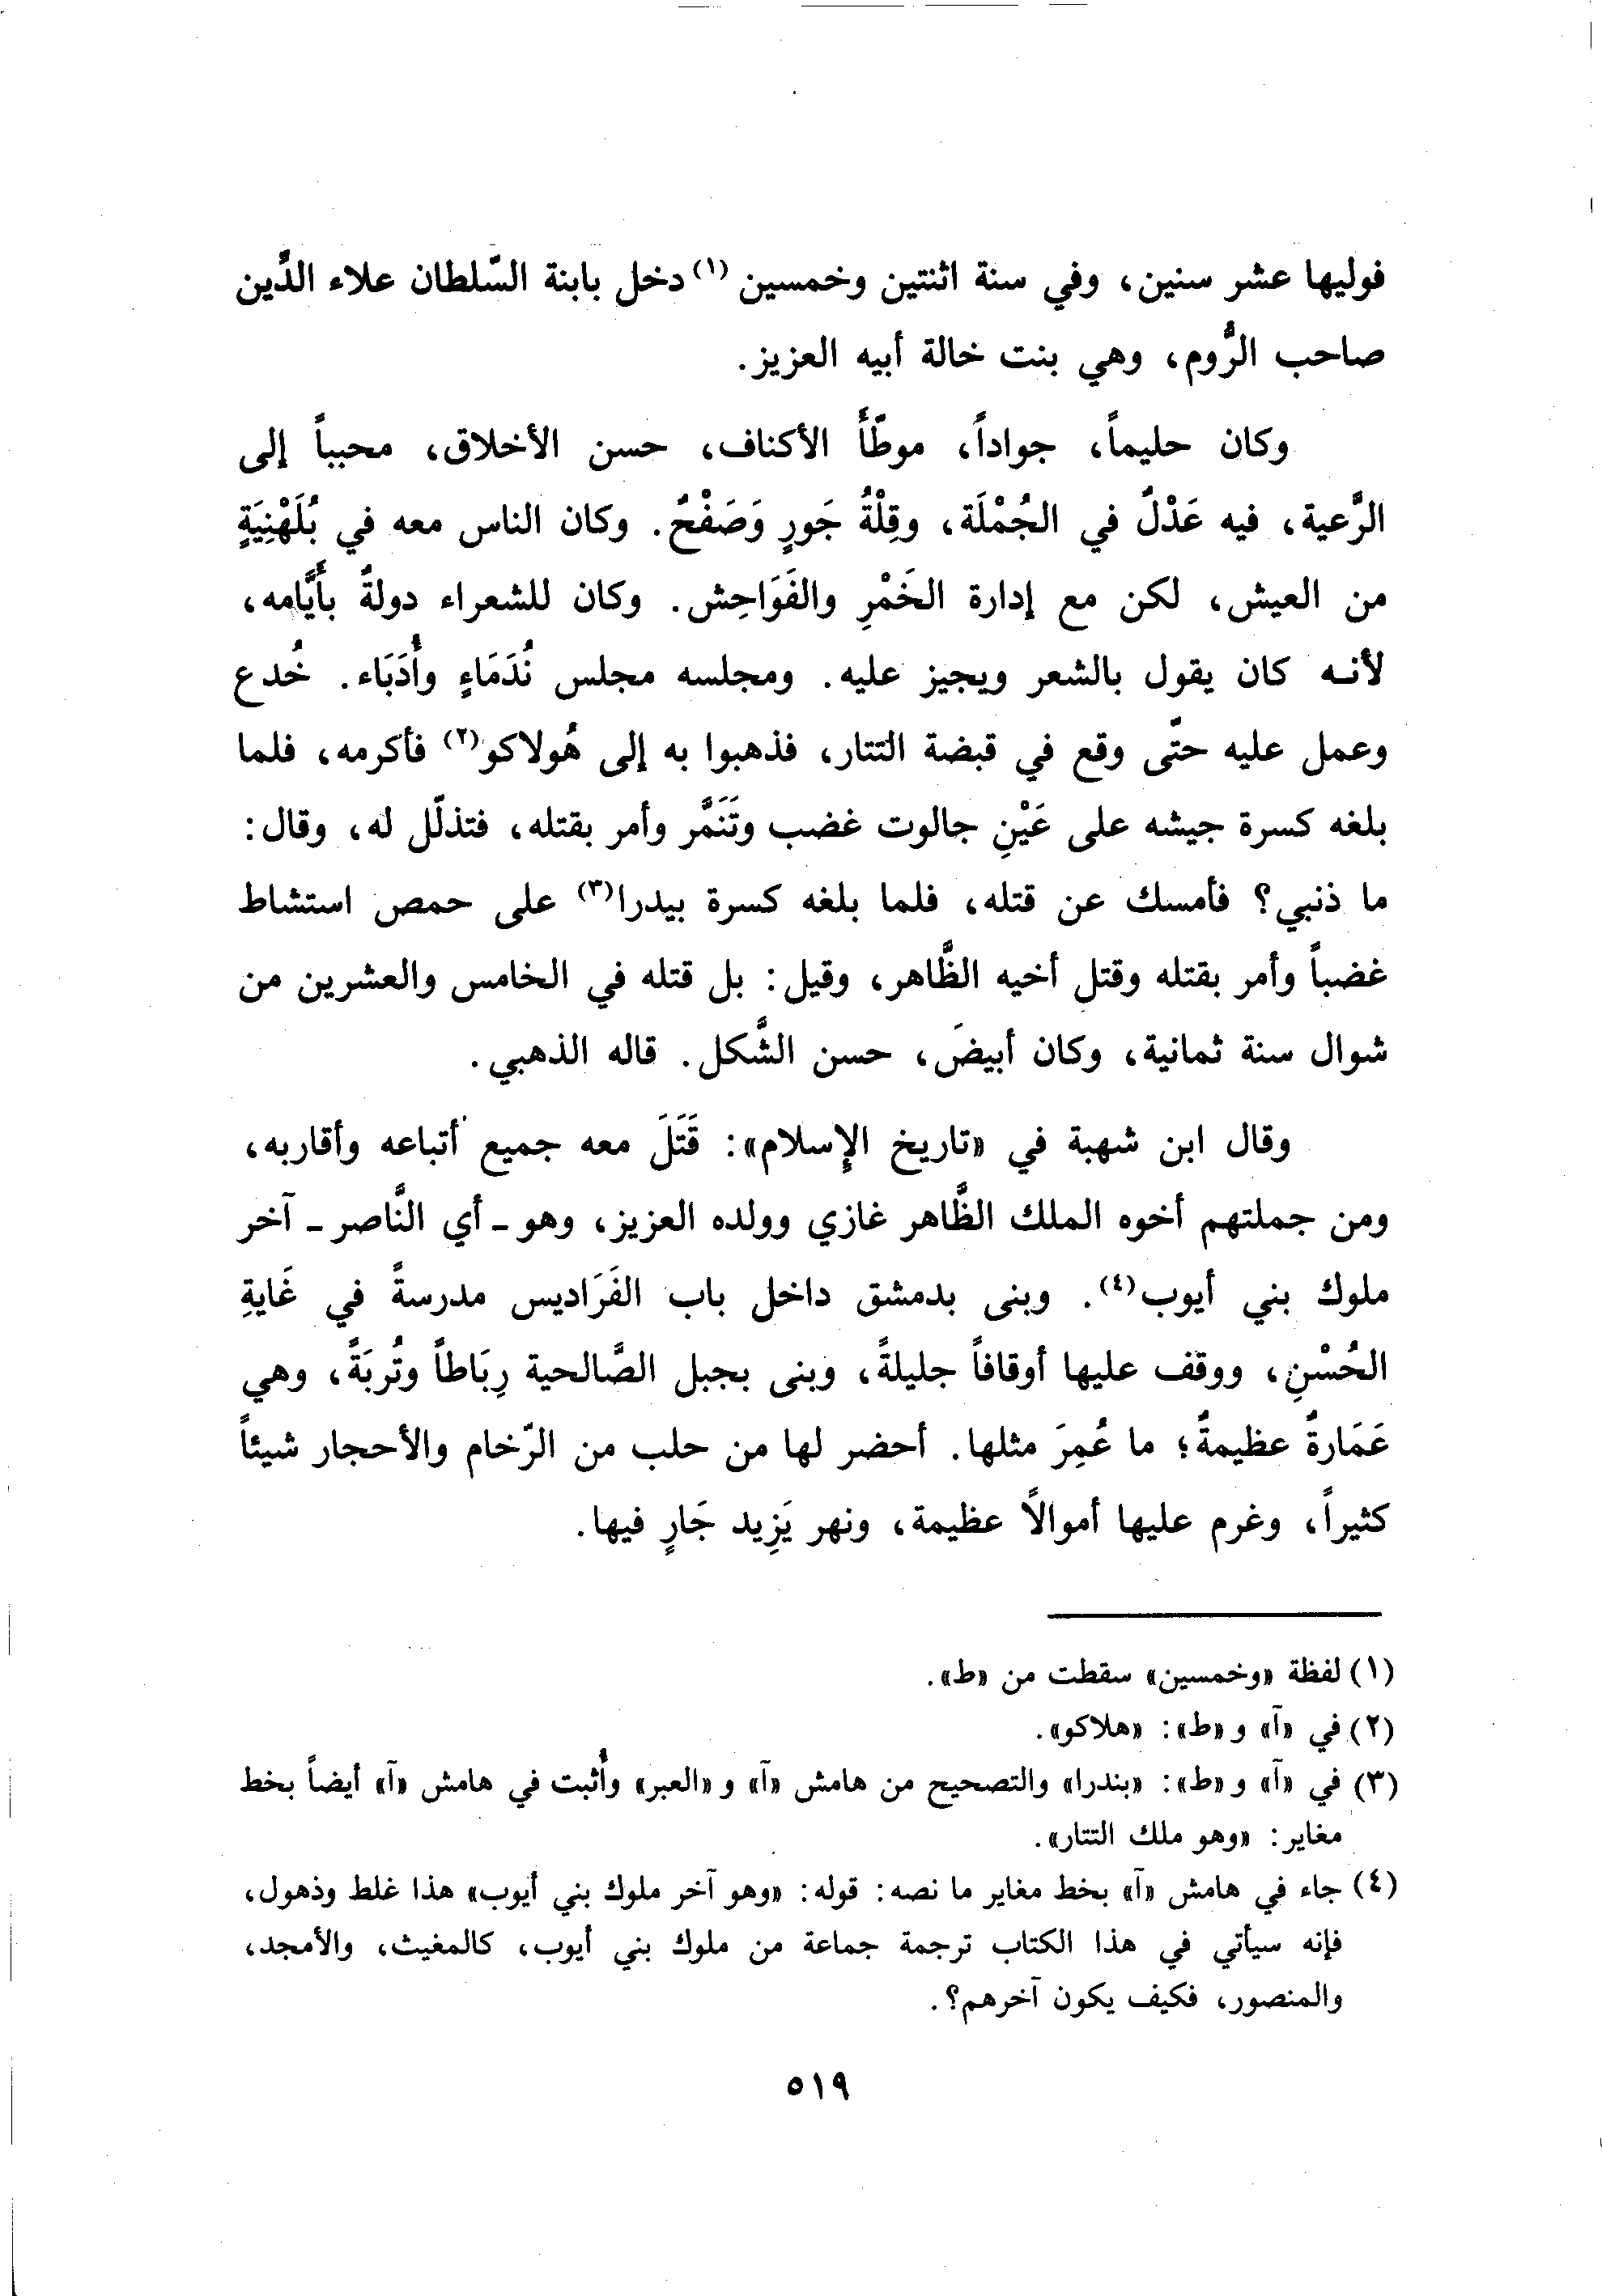 فوليها عشر سنين، وفي سنة اثنتين وخمسين (١) دخل بابنة السّلطان علاء الدِّين
صاحب الرُّوم، وهي بنت خالة أبيه العزيز.
وكان حليماً، جواداً، موطّأَ الأكناف، حسن الأخلاق، محبباً إلى
الرَّعية، فيه عَدْلٌ في الجُمْلَة، وقِلْةُ جَورٍ وَصَفْحٌ. وكان الناس معه في بُلَهْنِيَةٍ
من العيش، لكن مع إدارة الخَمْرِ والفَوَاحِش. وكان للشعراء دولةٌ بأَيَّامه،
لأنه كان يقول بالشعر ويجيز عليه. ومجلسه مجلس نُدَمَاءٍ وأُدَبَاء. خُدع
وعمل عليه حتّى وقع في قبضة التتار، فذهبوا به إلى هُولاكو(٢) فأكرمه، فلما
بلغه كسرة جيشه على عَيْنِ جالوت غضب وتَنَمَّر وأمر بقتله، فتذلّل له، وقال:
ما ذنبي؟ فأمسك عن قتله، فلما بلغه كسرة بيدرا(٣) على حمص استشاط
غضباً وأمر بقتله وقتل أخيه الظَّاهر، وقيل: بل قتله في الخامس والعشرين من
شوال سنة ثمانية، وكان أبيضَ، حسن الشَّكل. قاله الذهبي.
وقال ابن شهبة في «تاريخ الإسلام»: قَتَلَ معه جميع أتباعه وأقاربه،
ومن جملتهم أخوه الملك الظَّاهر غازي وولده العزيز، وهو ـ أي النَّاصر ـ آخر
ملوك بني أيوب(٤). وبنى بدمشق داخل باب الفَرَاديس مدرسةً في غَايةِ
الحُسْنِ، ووقف عليها أوقافاً جليلةً، وبنى بجبل الصَّالحية رِبَاطاً وتُربَةً، وهي
عَمَارةٌ عظيمةٌ؛ ما عُمِرَ مثلها. أحضر لها من حلب من الرّخام والأحجار شيئاً
كثيراً، وغرم عليها أموالاً عظيمة، ونهر يَزِيد جَارٍ فيها.
(١) لفظة «وخمسين» سقطت من «ط».
(٢) في «آ» و «ط»: «هلاكو».
(٣) في «آ» و «ط»: «بندرا» والتصحيح من هامش «آ» و «العبر» وأُثبت في هامش «آ» أيضاً بخط
مغاير: «وهو ملك التتار».
(٤) جاء في هامش «آ» بخط مغاير ما نصه: قوله: «وهو آخر ملوك بني أيوب» هذا غلط وذهول،
فإنه سيأتي في هذا الكتاب ترجمة جماعة من ملوك بني أيوب، كالمغيث، والأمجد،
والمنصور، فكيف يكون آخرهم؟.
٥١٩